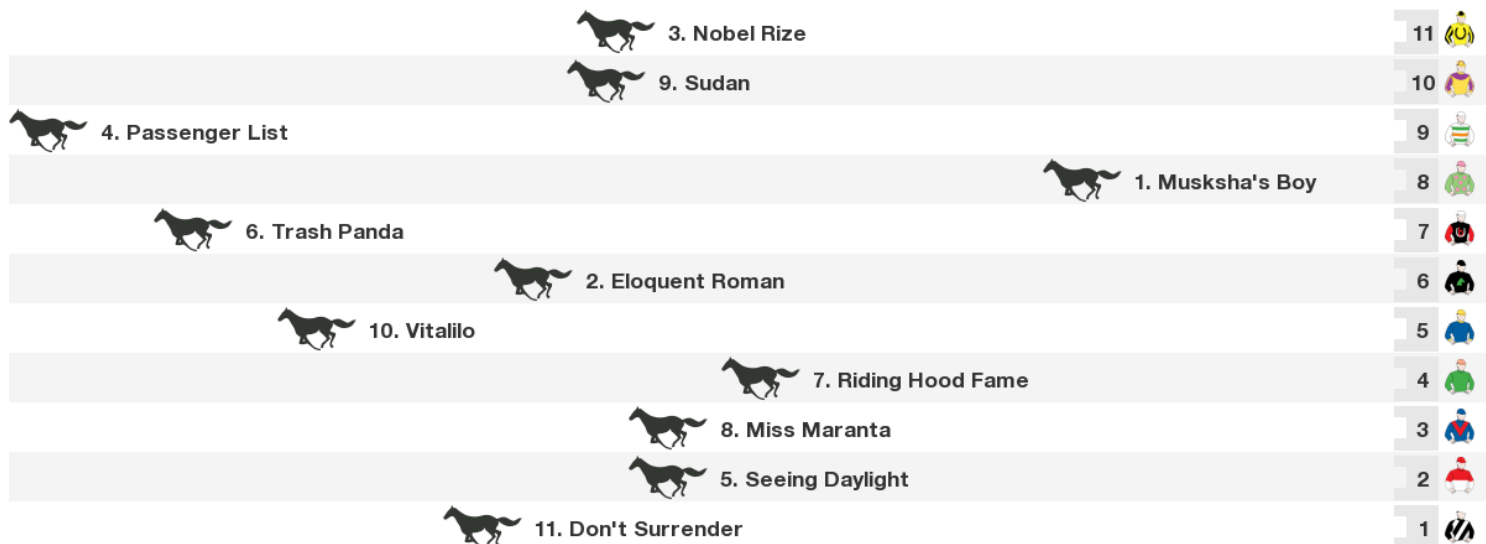 3. Nobel Rize 11
9. Sudan 10
4. Passenger List 9
1. Musksha's Boy 8
6. Trash Panda 7
2. Eloquent Roman 6
10. Vitalilo 5
7. Riding Hood Fame 4
8. Miss Maranta 3
5. Seeing Daylight 2
11. Don't Surrender 1